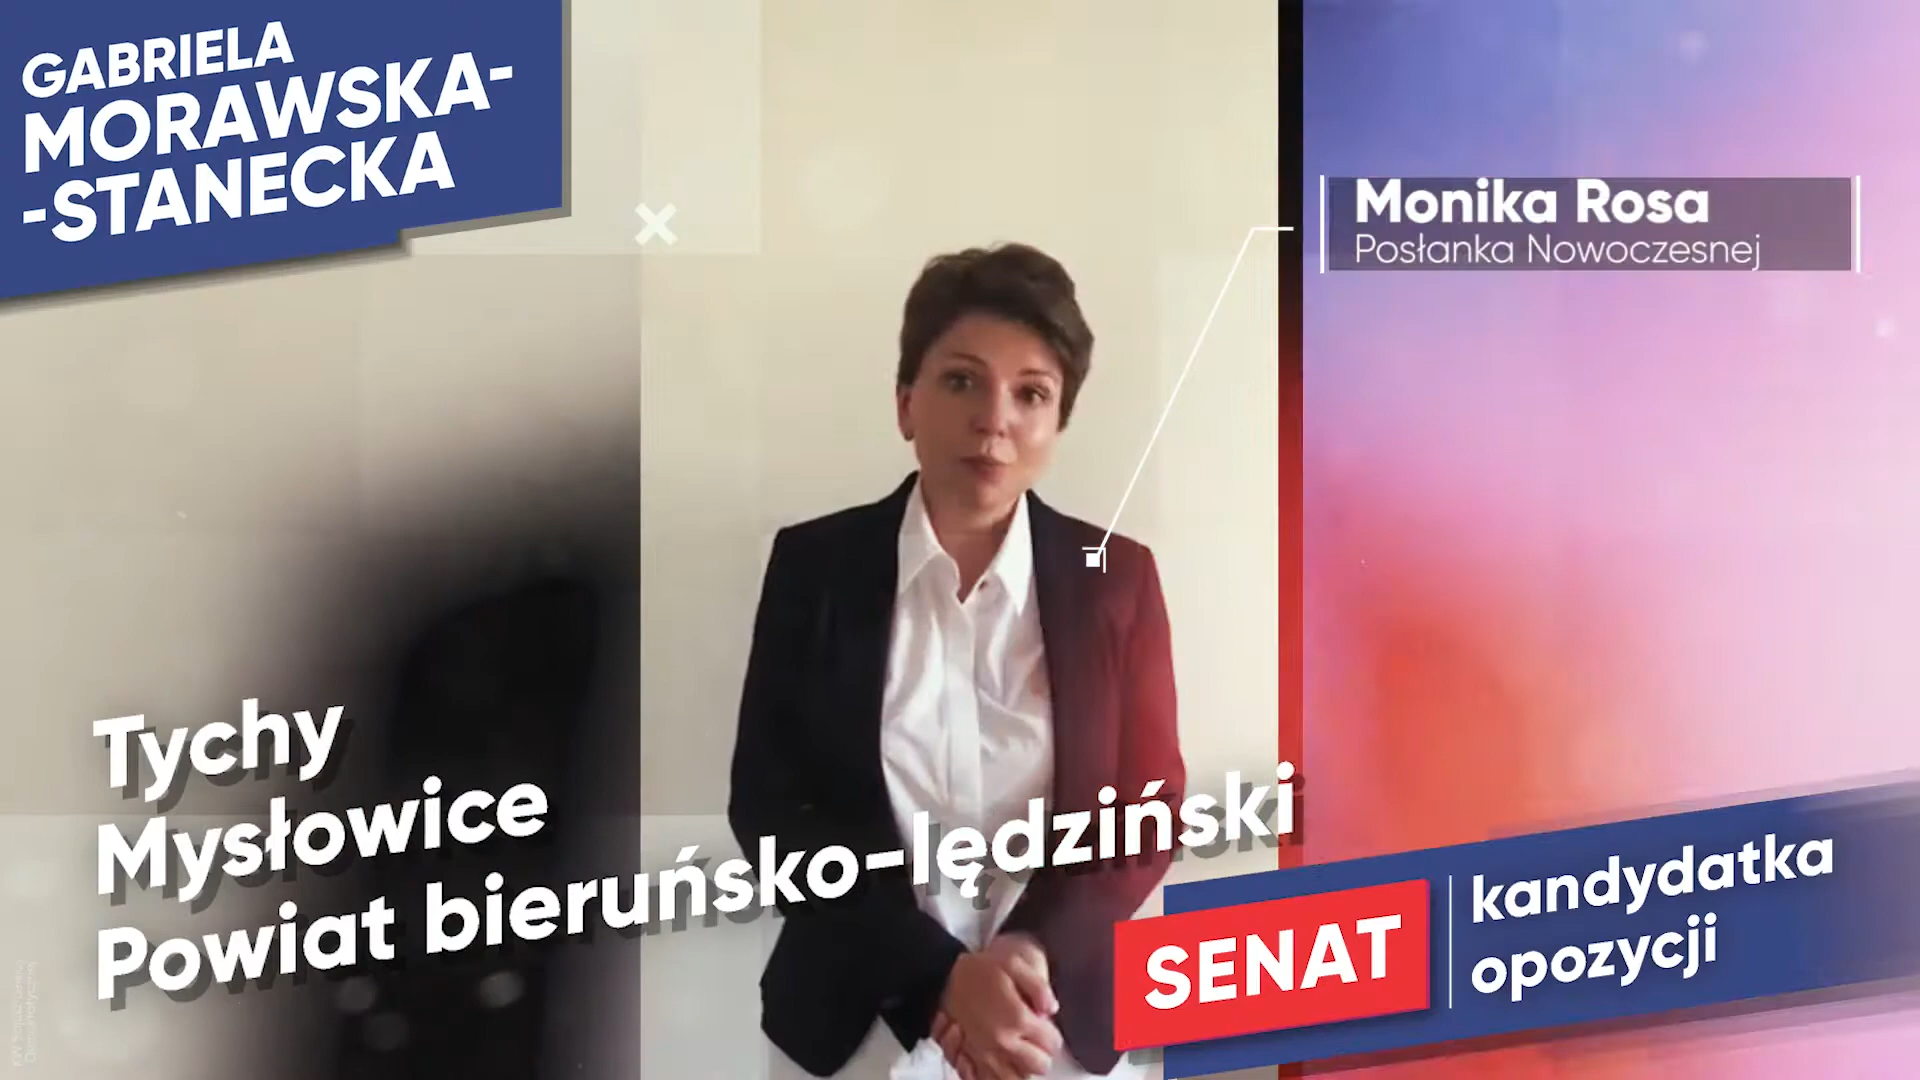 GABRIELA
MORAWSKA-
-STANECKA
Monika Rosa
Posłanka Nowoczesnej
Tychy
Mysłowice
Powiat bieruńsko-lędziński
SENAT
kandydatka
opozycji